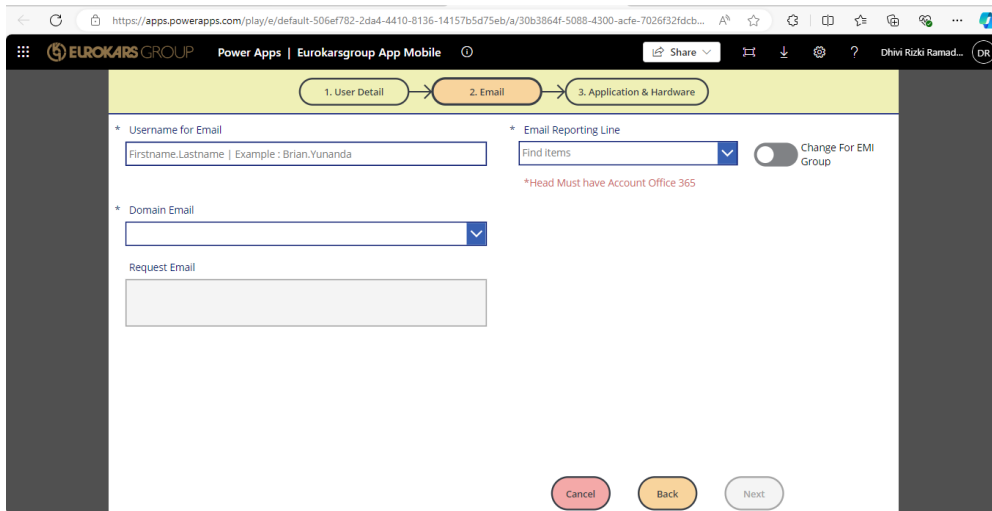 https://apps.powerapps.com/play/e/default-506ef782-2da4-4410-8136-14157b5d75eb/a/30b3864f-5088-4300-acfe-7026f32fdcb...
EUROKARS GROUP
Power Apps | Eurokarsgroup App Mobile
Share
Dhivi Rizki Ramad...
DR
1. User Detail
2. Email
3. Application & Hardware
* Username for Email
Firstname.Lastname | Example : Brian.Yunanda
* Email Reporting Line
Find items
Change For EMI
Group
*Head Must have Account Office 365
* Domain Email
Request Email
Cancel
Back
Next